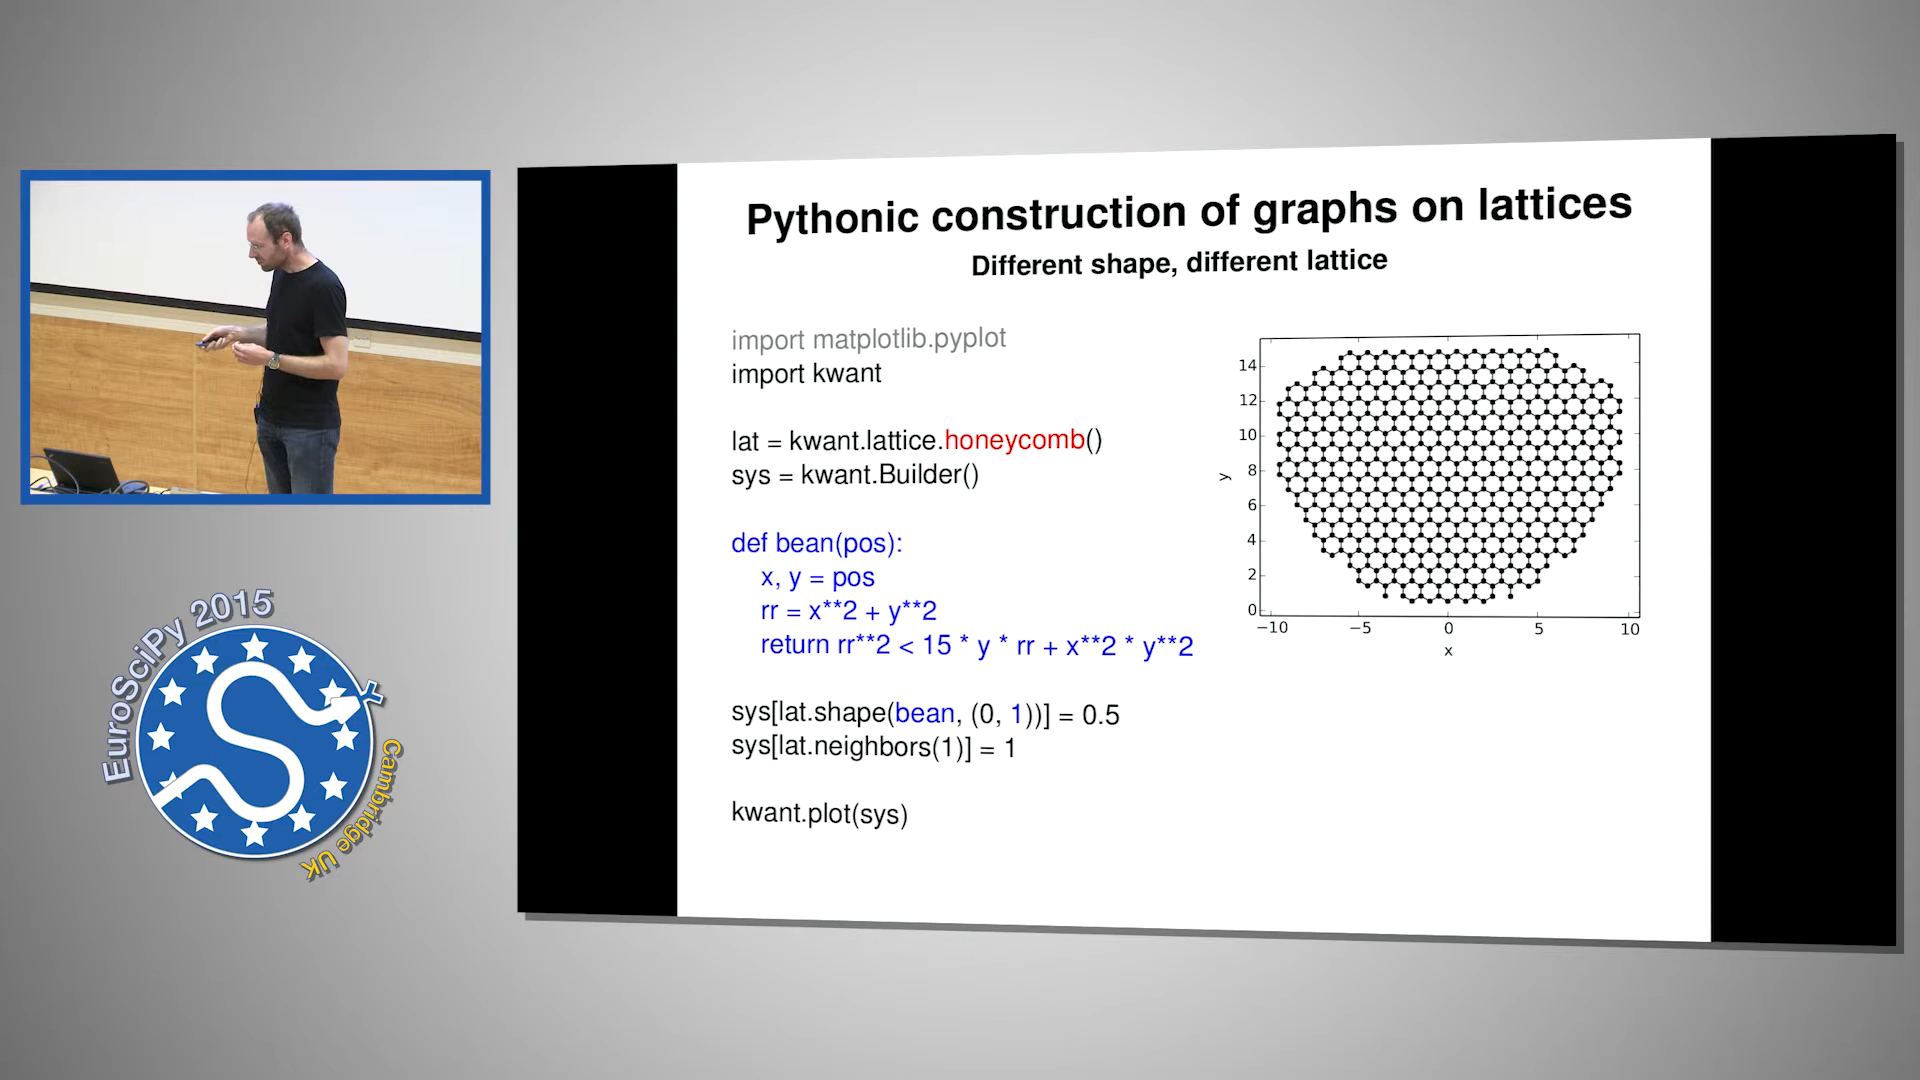 Pythonic construction of graphs on lattices
Different shape, different lattice
import matplotlib.pyplot
import kwant
lat = kwant.lattice.honeycomb()
sys = kwant.Builder()
def bean(pos):
x, y = pos
rr = x**2 + y**2
return rr**2 < 15 * y * rr + x**2 * y**2
sys[lat.shape(bean, (0, 1))] = 0.5
sys[lat.neighbors(1)] = 1
kwant.plot(sys)
14
12
10
8
6
4
2
0
y
−10 −5 0 5 10
x
EuroSciPy 2015
Cambridge UK